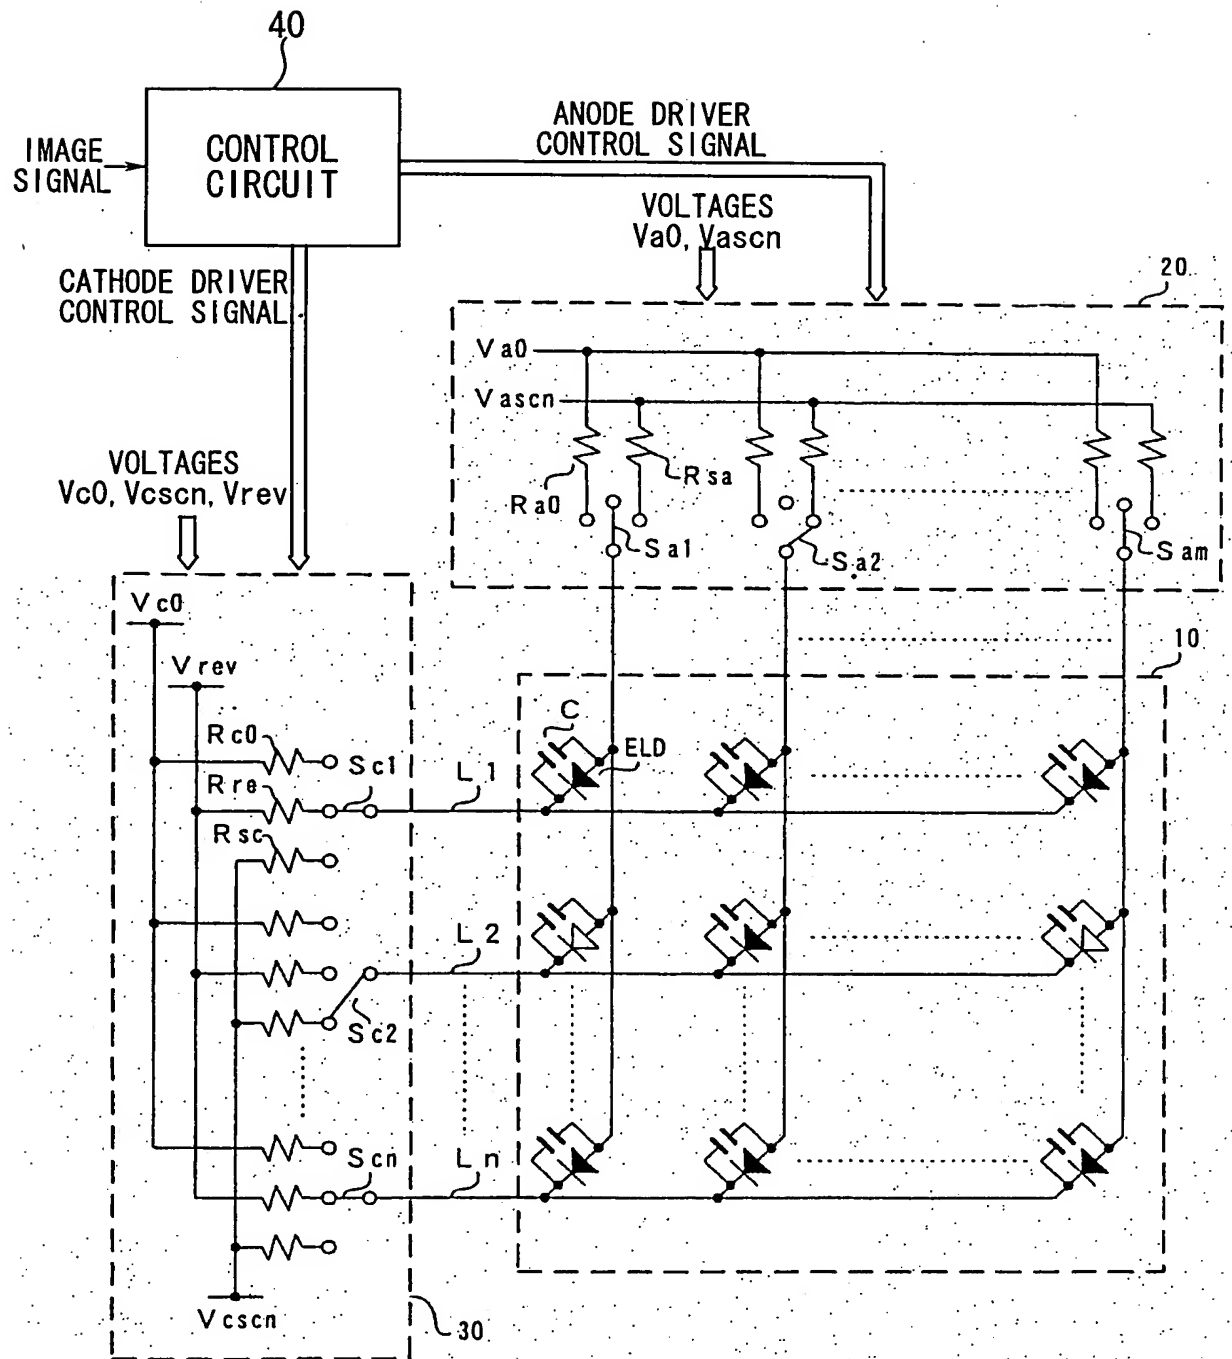 40
IMAGE
SIGNAL
CONTROL
CIRCUIT
ANODE DRIVER
CONTROL SIGNAL
VOLTAGES
Va0, Vascn
CATHODE DRIVER
CONTROL SIGNAL
20
Va0
Vascn
VOLTAGES
Vc0, Vcscn, Vrev
Ra0
Rsa
Sa1
Sa2
Sam
Vc0
Vrev
10
C
ELD
Rc0
Sc1
L1
Rre
Rsc
L2
Sc2
Scn
Ln
Vcscn
30